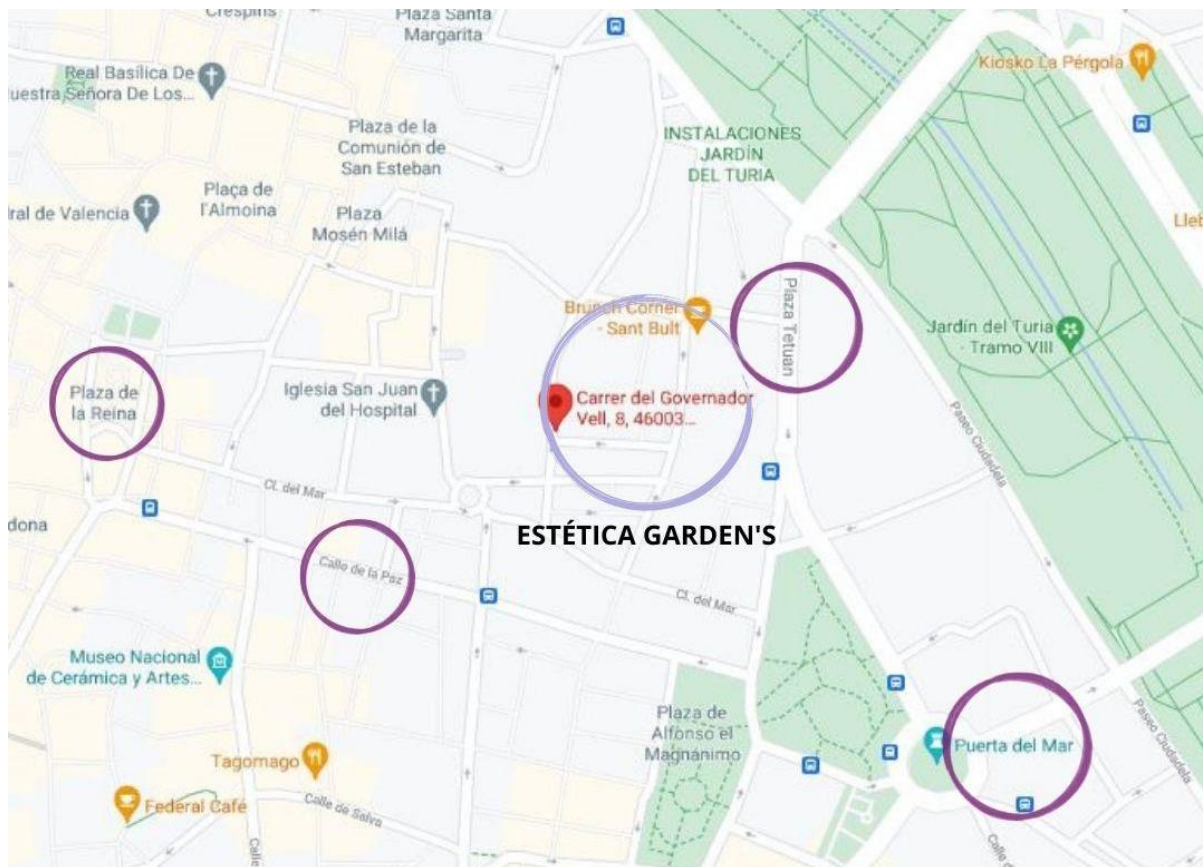 Crespins
Plaza Santa
Margarita
Kiosko La Pérgola
Real Basílica De
uestra Señora De Los...
Plaza de la
Comunión de
San Esteban
INSTALACIONES
JARDÍN
DEL TURIA
Plaça de
l'Almoina
ral de Valencia
Plaza
Mosén Milá
Lleb
Plaza Tetuan
Brunch Corner
- Sant Bult
Jardín del Turia
- Tramo VIII
Plaza de
la Reina
Iglesia San Juan
del Hospital
Carrer del Governador
Vell, 8, 46003...
Paseo Ciudadela
Cl. del Mar
dona
ESTÉTICA GARDEN'S
Calle de la Paz
Cl. del Mar
Museo Nacional
de Cerámica y Artes...
Plaza de
Alfonso el
Magnánimo
Puerta del Mar
Paseo Ciudadela
Tagomago
Federal Café
Calle de Salva